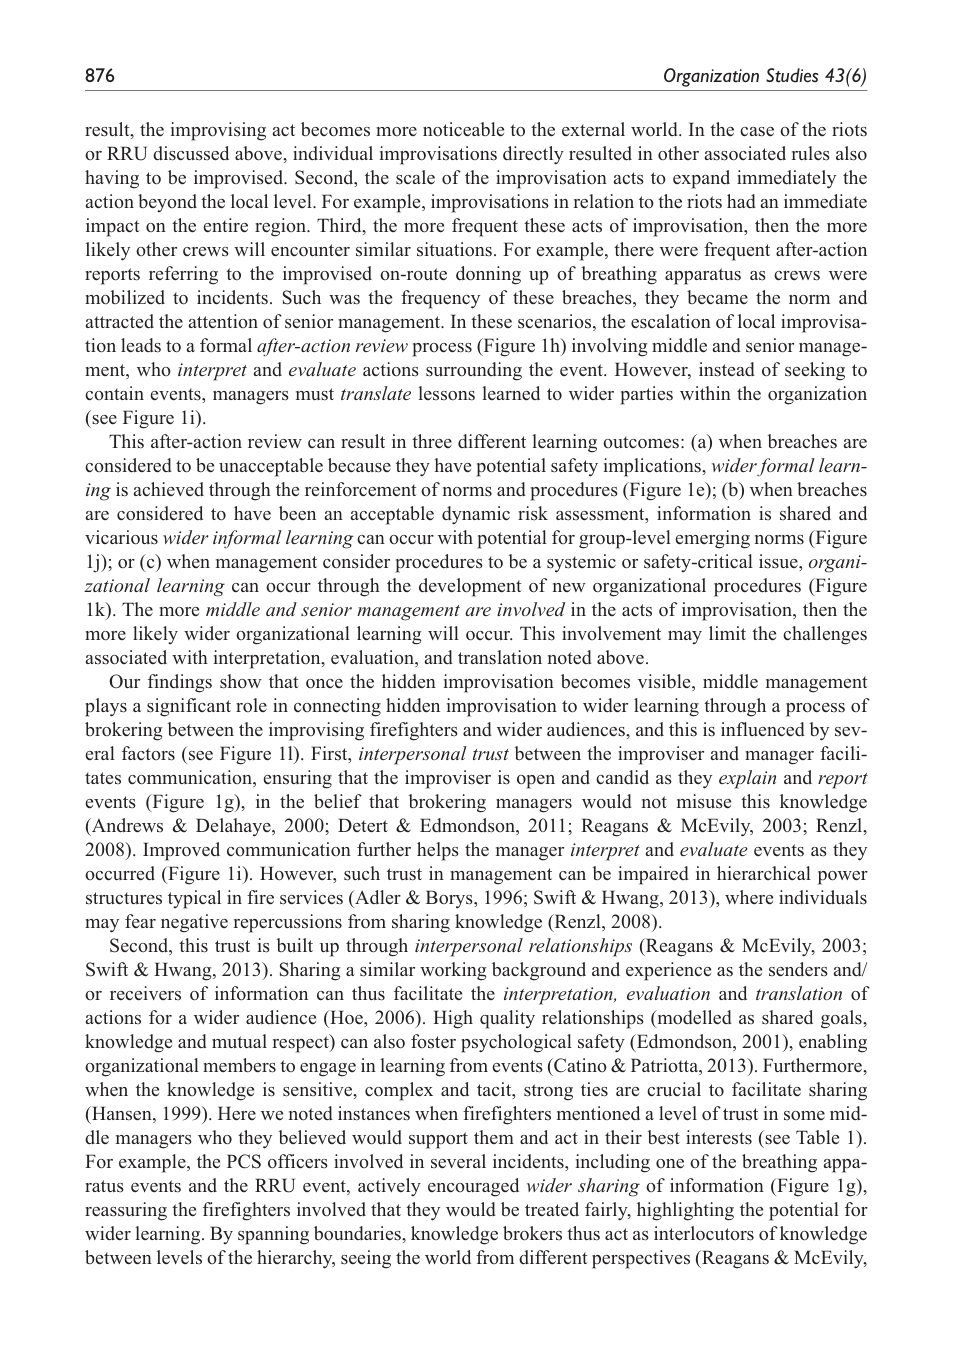 876
Organization Studies 43(6)
result, the improvising act becomes more noticeable to the external world. In the case of the riots
or RRU discussed above, individual improvisations directly resulted in other associated rules also
having to be improvised. Second, the scale of the improvisation acts to expand immediately the
action beyond the local level. For example, improvisations in relation to the riots had an immediate
impact on the entire region. Third, the more frequent these acts of improvisation, then the more
likely other crews will encounter similar situations. For example, there were frequent after-action
reports referring to the improvised on-route donning up of breathing apparatus as crews were
mobilized to incidents. Such was the frequency of these breaches, they became the norm and
attracted the attention of senior management. In these scenarios, the escalation of local improvisa-
tion leads to a formal after-action review process (Figure 1h) involving middle and senior manage-
ment, who interpret and evaluate actions surrounding the event. However, instead of seeking to
contain events, managers must translate lessons learned to wider parties within the organization
(see Figure 1i).
This after-action review can result in three different learning outcomes: (a) when breaches are
considered to be unacceptable because they have potential safety implications, wider formal learn-
ing is achieved through the reinforcement of norms and procedures (Figure 1e); (b) when breaches
are considered to have been an acceptable dynamic risk assessment, information is shared and
vicarious wider informal learning can occur with potential for group-level emerging norms (Figure
1j); or (c) when management consider procedures to be a systemic or safety-critical issue, organi-
zational learning can occur through the development of new organizational procedures (Figure
1k). The more middle and senior management are involved in the acts of improvisation, then the
more likely wider organizational learning will occur. This involvement may limit the challenges
associated with interpretation, evaluation, and translation noted above.
Our findings show that once the hidden improvisation becomes visible, middle management
plays a significant role in connecting hidden improvisation to wider learning through a process of
brokering between the improvising firefighters and wider audiences, and this is influenced by sev-
eral factors (see Figure 1l). First, interpersonal trust between the improviser and manager facili-
tates communication, ensuring that the improviser is open and candid as they explain and report
events (Figure 1g), in the belief that brokering managers would not misuse this knowledge
(Andrews & Delahaye, 2000; Detert & Edmondson, 2011; Reagans & McEvily, 2003; Renzl,
2008). Improved communication further helps the manager interpret and evaluate events as they
occurred (Figure 1i). However, such trust in management can be impaired in hierarchical power
structures typical in fire services (Adler & Borys, 1996; Swift & Hwang, 2013), where individuals
may fear negative repercussions from sharing knowledge (Renzl, 2008).
Second, this trust is built up through interpersonal relationships (Reagans & McEvily, 2003;
Swift & Hwang, 2013). Sharing a similar working background and experience as the senders and/
or receivers of information can thus facilitate the interpretation, evaluation and translation of
actions for a wider audience (Hoe, 2006). High quality relationships (modelled as shared goals,
knowledge and mutual respect) can also foster psychological safety (Edmondson, 2001), enabling
organizational members to engage in learning from events (Catino & Patriotta, 2013). Furthermore,
when the knowledge is sensitive, complex and tacit, strong ties are crucial to facilitate sharing
(Hansen, 1999). Here we noted instances when firefighters mentioned a level of trust in some mid-
dle managers who they believed would support them and act in their best interests (see Table 1).
For example, the PCS officers involved in several incidents, including one of the breathing appa-
ratus events and the RRU event, actively encouraged wider sharing of information (Figure 1g),
reassuring the firefighters involved that they would be treated fairly, highlighting the potential for
wider learning. By spanning boundaries, knowledge brokers thus act as interlocutors of knowledge
between levels of the hierarchy, seeing the world from different perspectives (Reagans & McEvily,